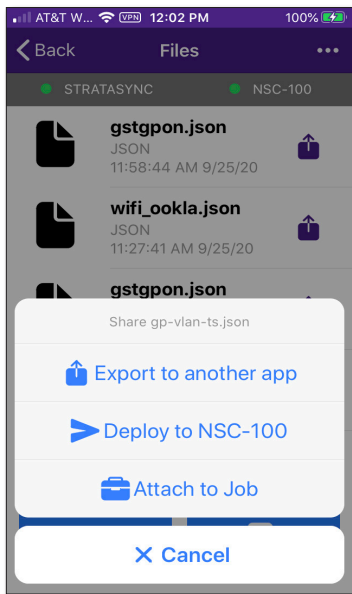 AT&T W... VPN 12:02 PM 100%
Back Files
STRATASYNC NSC-100
gstgpon.json
JSON
11:58:44 AM 9/25/20
wifi_ookla.json
JSON
11:27:41 AM 9/25/20
gstgpon.json
Share gp-vlan-ts.json
Export to another app
Deploy to NSC-100
Attach to Job
Cancel